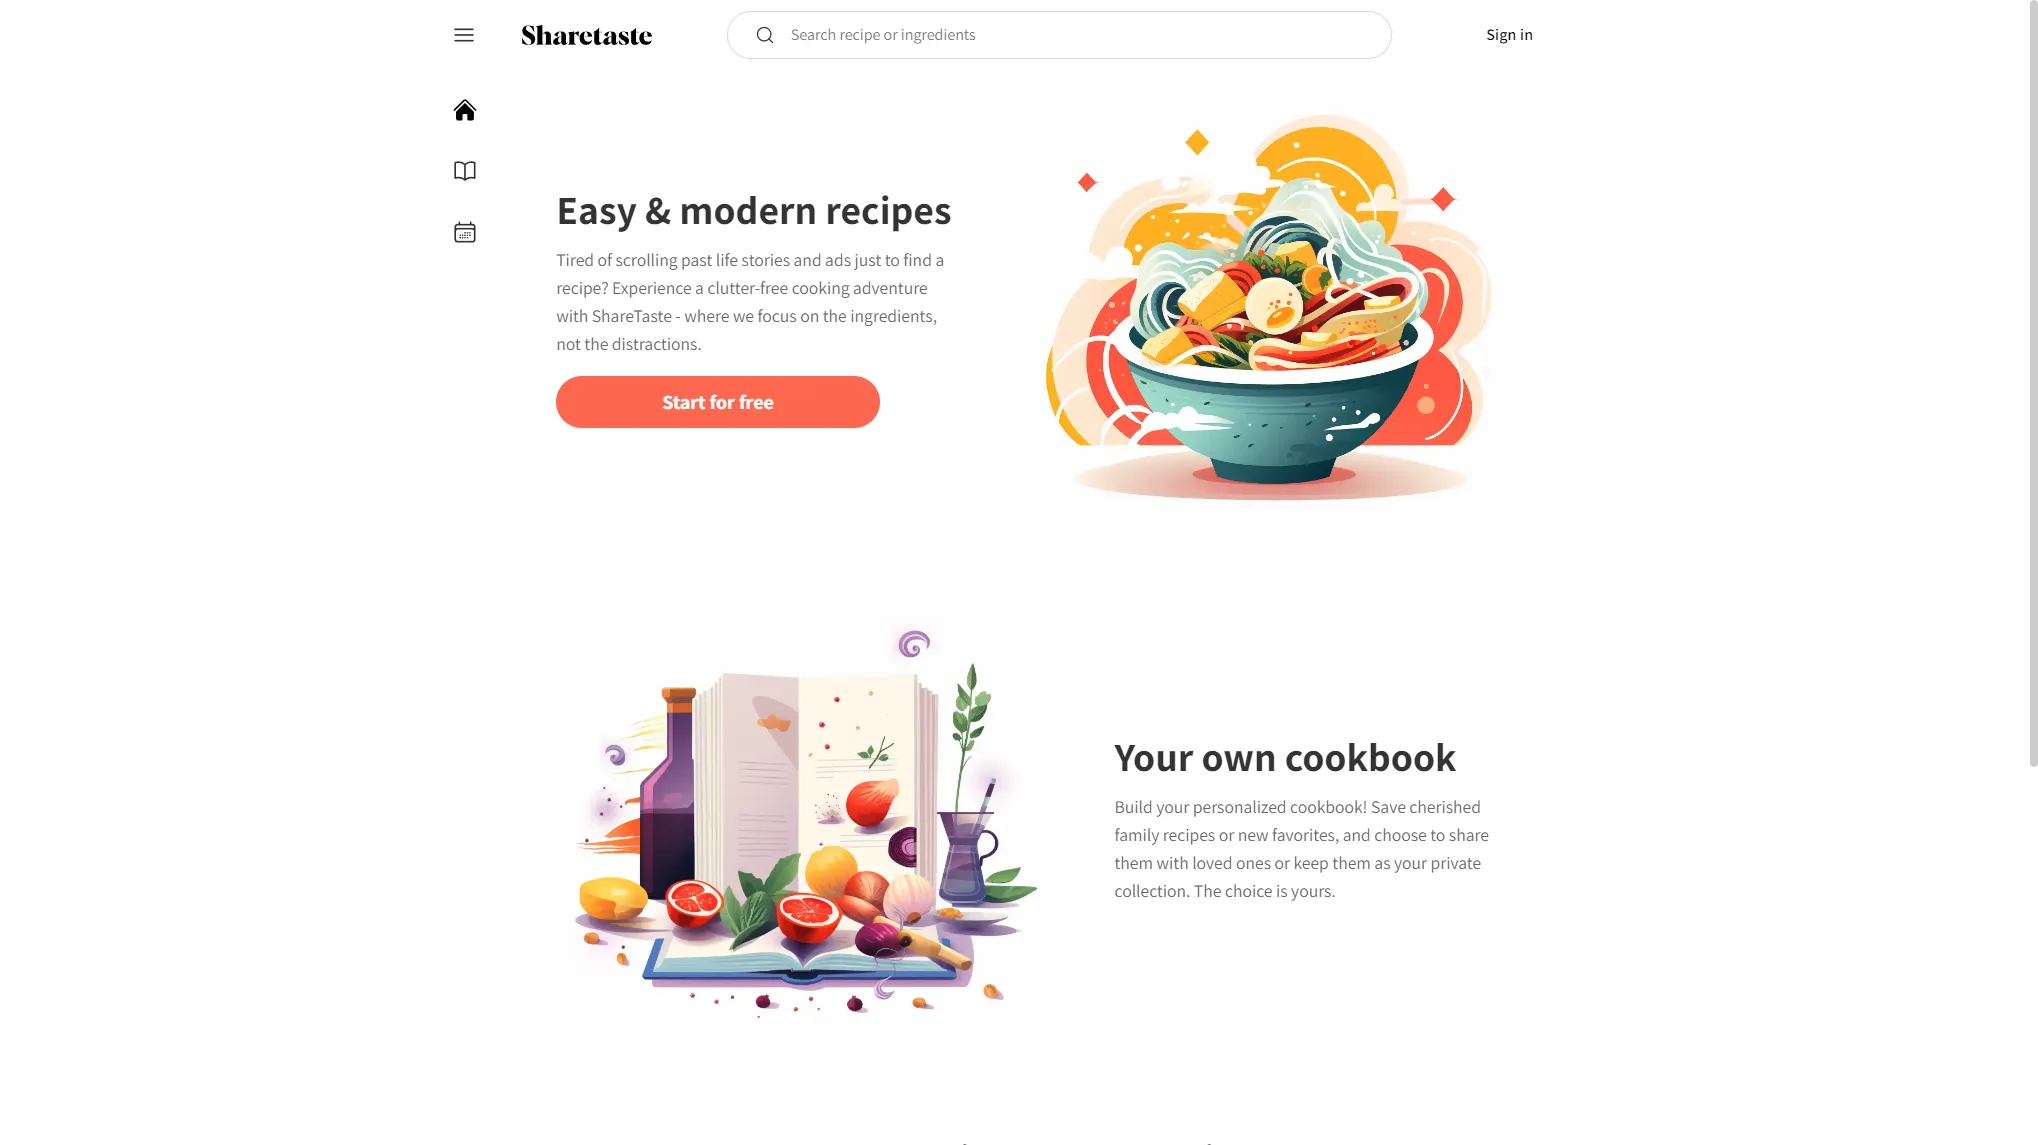 Sharetaste
Search recipe or ingredients
Sign in
Easy & modern recipes
Tired of scrolling past life stories and ads just to find a
recipe? Experience a clutter-free cooking adventure
with ShareTaste - where we focus on the ingredients,
not the distractions.
Start for free
Your own cookbook
Build your personalized cookbook! Save cherished
family recipes or new favorites, and choose to share
them with loved ones or keep them as your private
collection. The choice is yours.